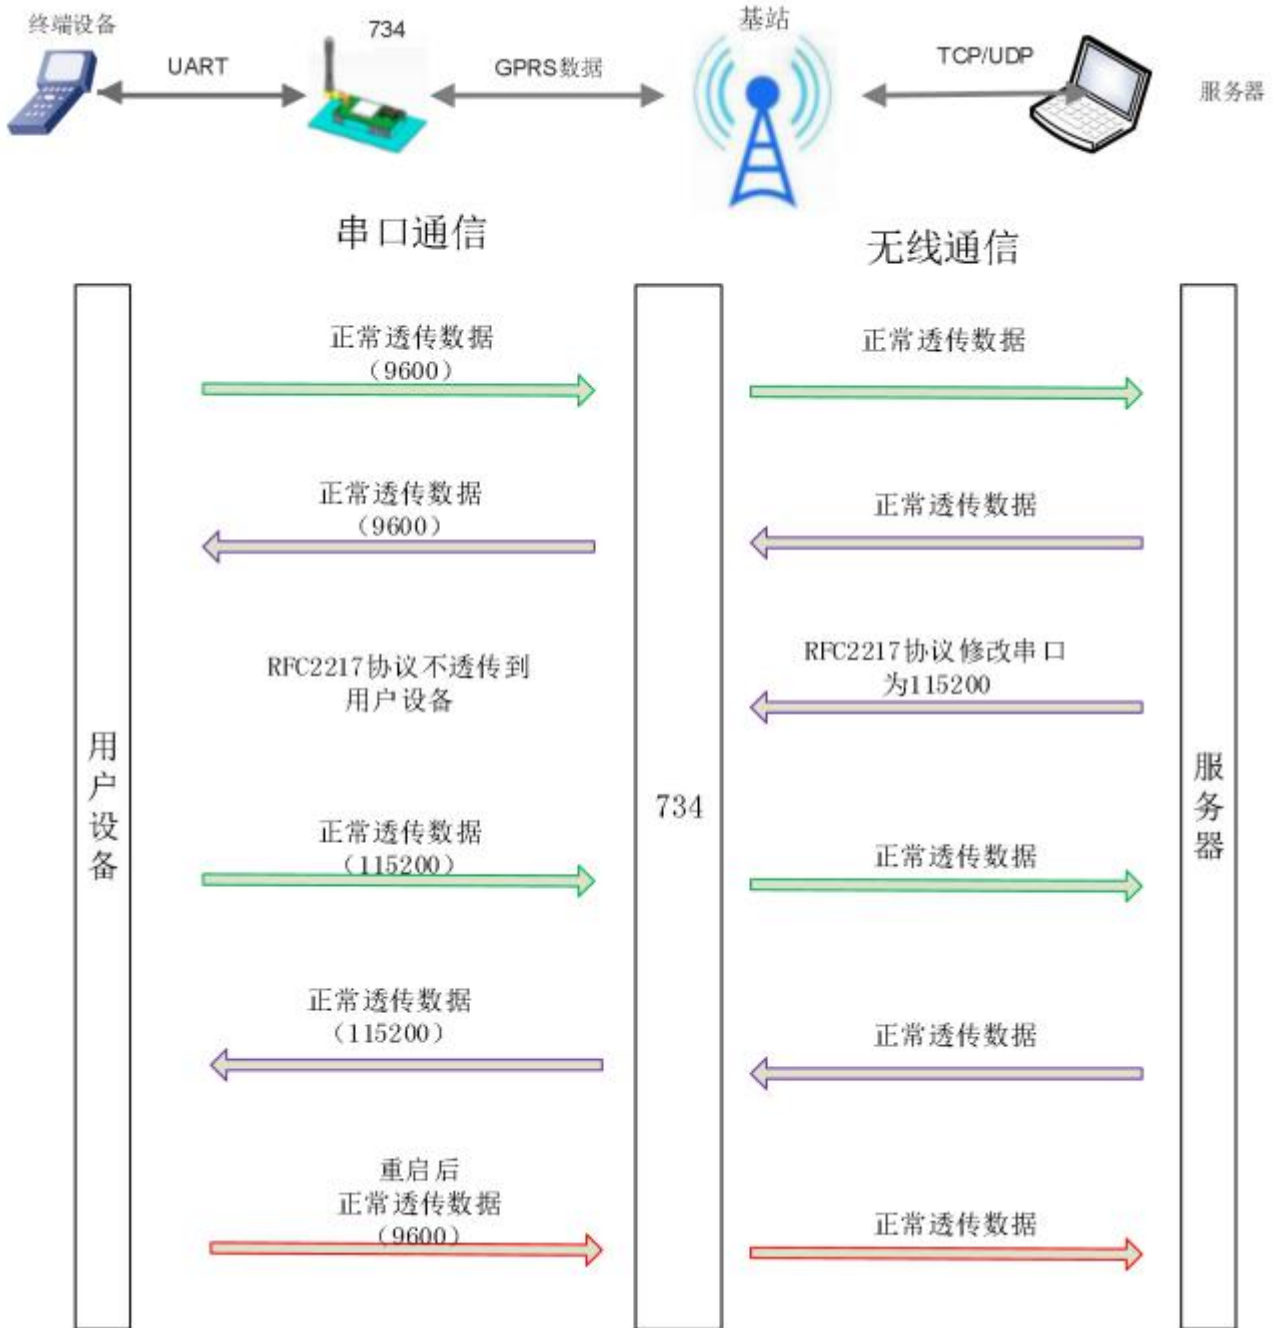 终端设备
734
基站
UART
GPRS数据
TCP/UDP
服务器
串口通信
无线通信
正常透传数据
（9600）
正常透传数据
正常透传数据
（9600）
正常透传数据
RFC2217协议不透传到
用户设备
RFC2217协议修改串口
为115200
用户设备
734
服务器
正常透传数据
（115200）
正常透传数据
正常透传数据
（115200）
正常透传数据
重启后
正常透传数据
（9600）
正常透传数据